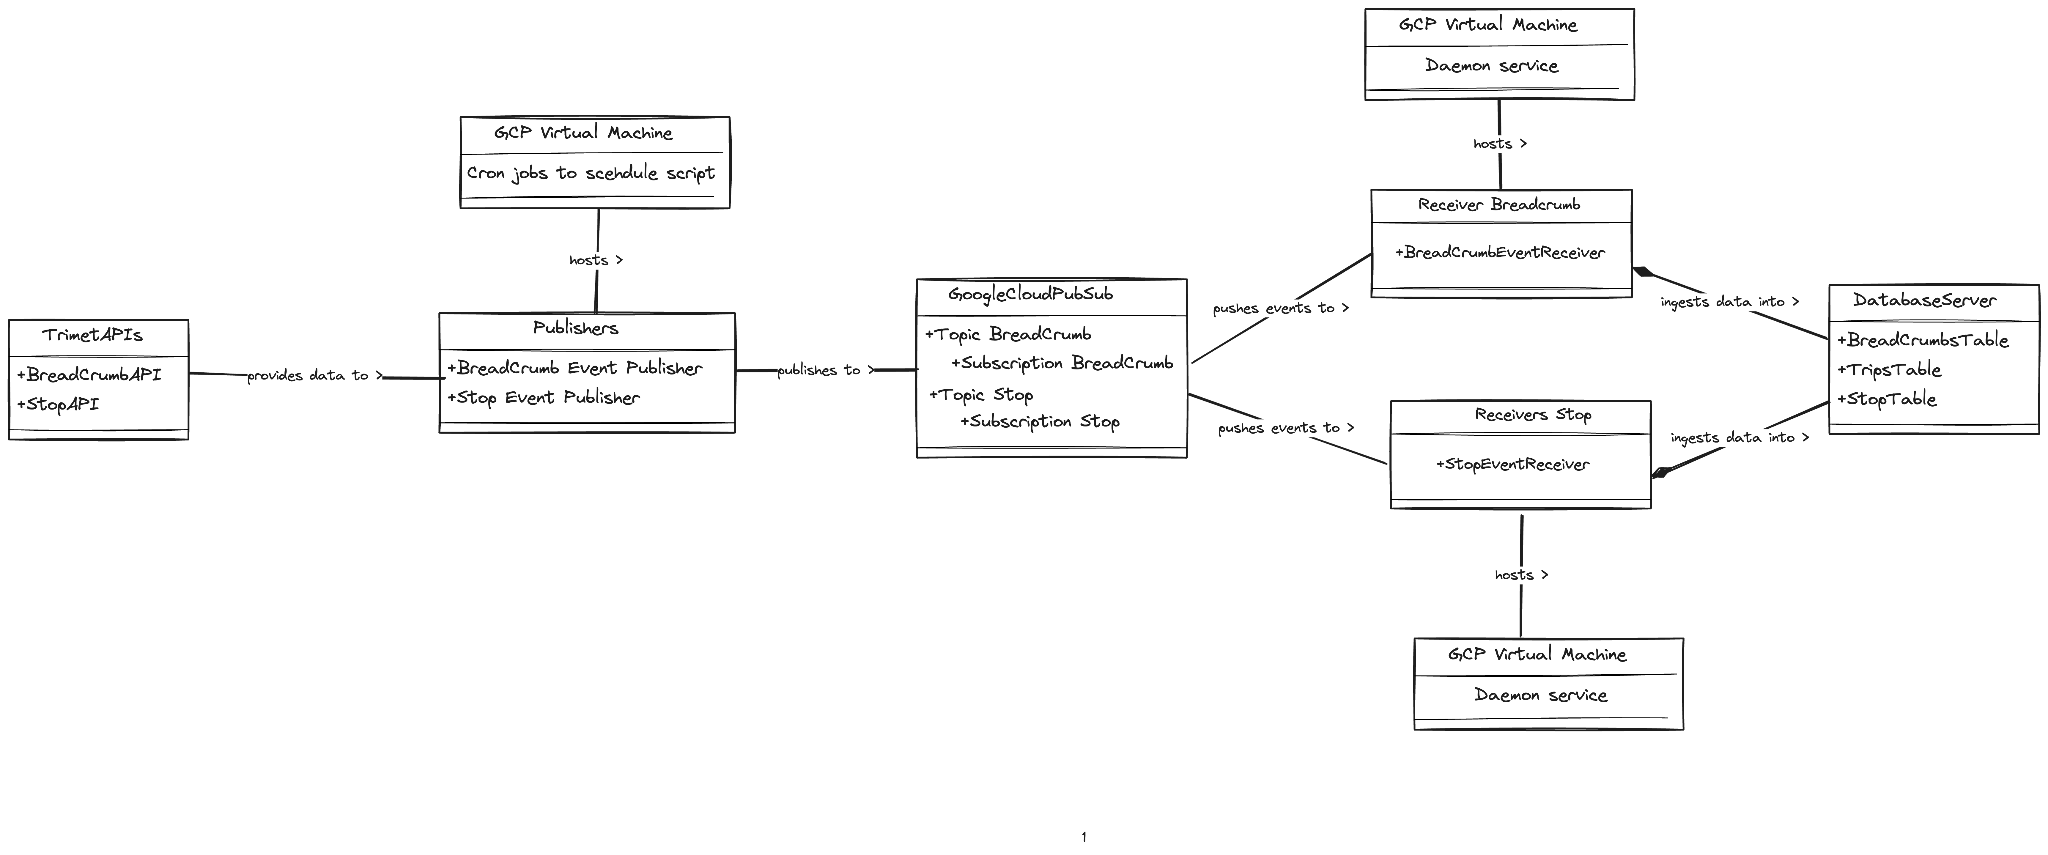 GCP Virtual Machine
Daemon service
hosts >
GCP Virtual Machine
Cron jobs to scehdule script
hosts >
TrimetAPIs
+BreadCrumbAPI
+StopAPI
provides data to >
Publishers
+BreadCrumb Event Publisher
+Stop Event Publisher
publishes to >
GoogleCloudPubSub
+Topic BreadCrumb
+Subscription BreadCrumb
+Topic Stop
+Subscription Stop
pushes events to >
Receiver Breadcrumb
+BreadCrumbEventReceiver
ingests data into >
DatabaseServer
+BreadCrumbsTable
+TripsTable
+StopTable
pushes events to >
Receivers Stop
+StopEventReceiver
ingests data into >
hosts >
GCP Virtual Machine
Daemon service
1